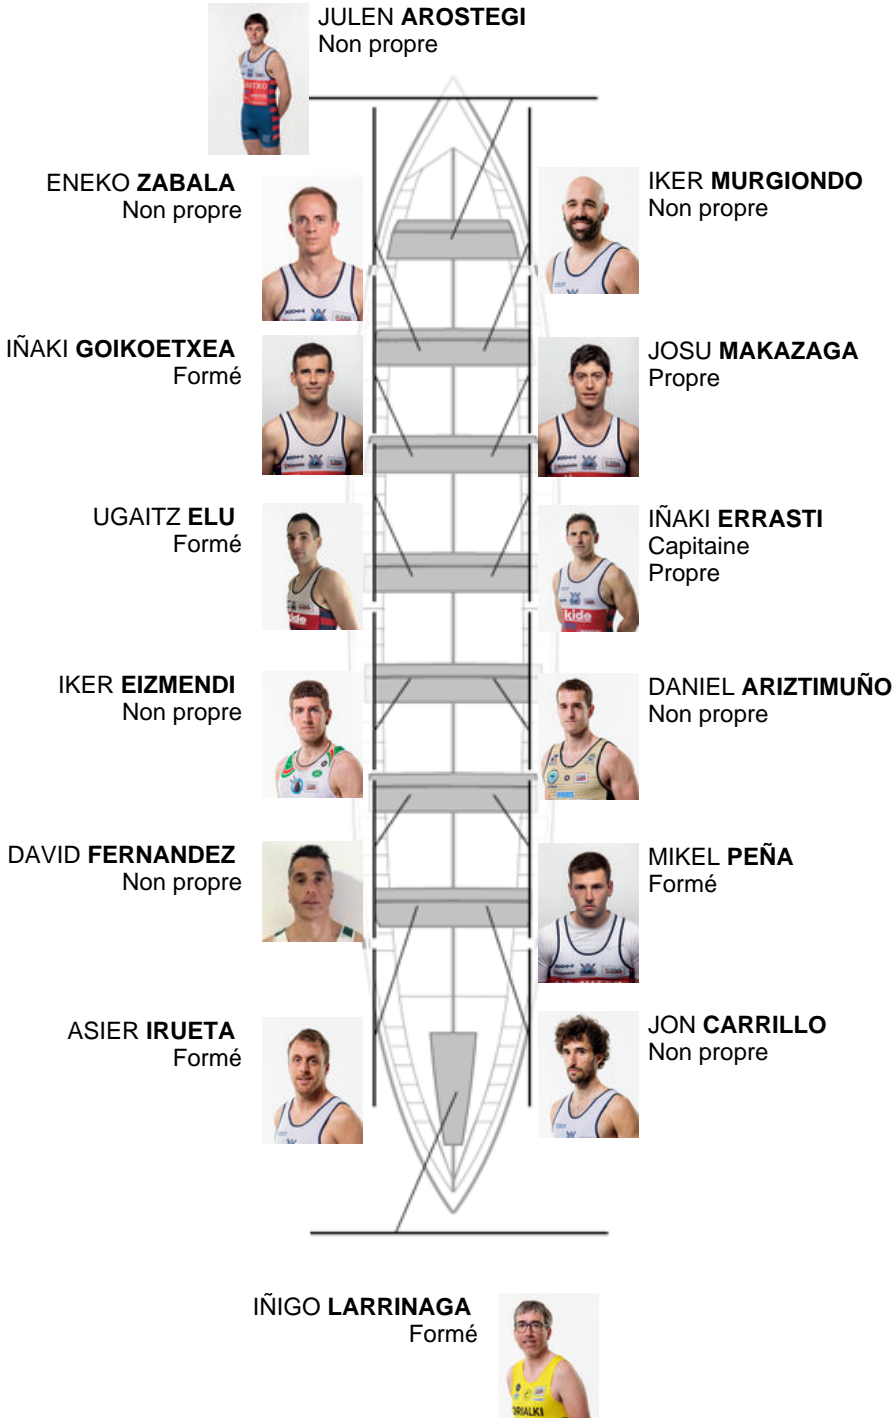 JULEN AROSTEGI
Non propre
ENEKO ZABALA
Non propre
IKER MURGIONDO
Non propre
IÑAKI GOIKOETXEA
Formé
JOSU MAKAZAGA
Propre
UGAITZ ELU
Formé
IÑAKI ERRASTI
Capitaine
Propre
kide
IKER EIZMENDI
Non propre
DANIEL ARIZTIMUÑO
Non propre
DAVID FERNANDEZ
Non propre
MIKEL PEÑA
Formé
ASIER IRUETA
Formé
JON CARRILLO
Non propre
IÑIGO LARRINAGA
Formé